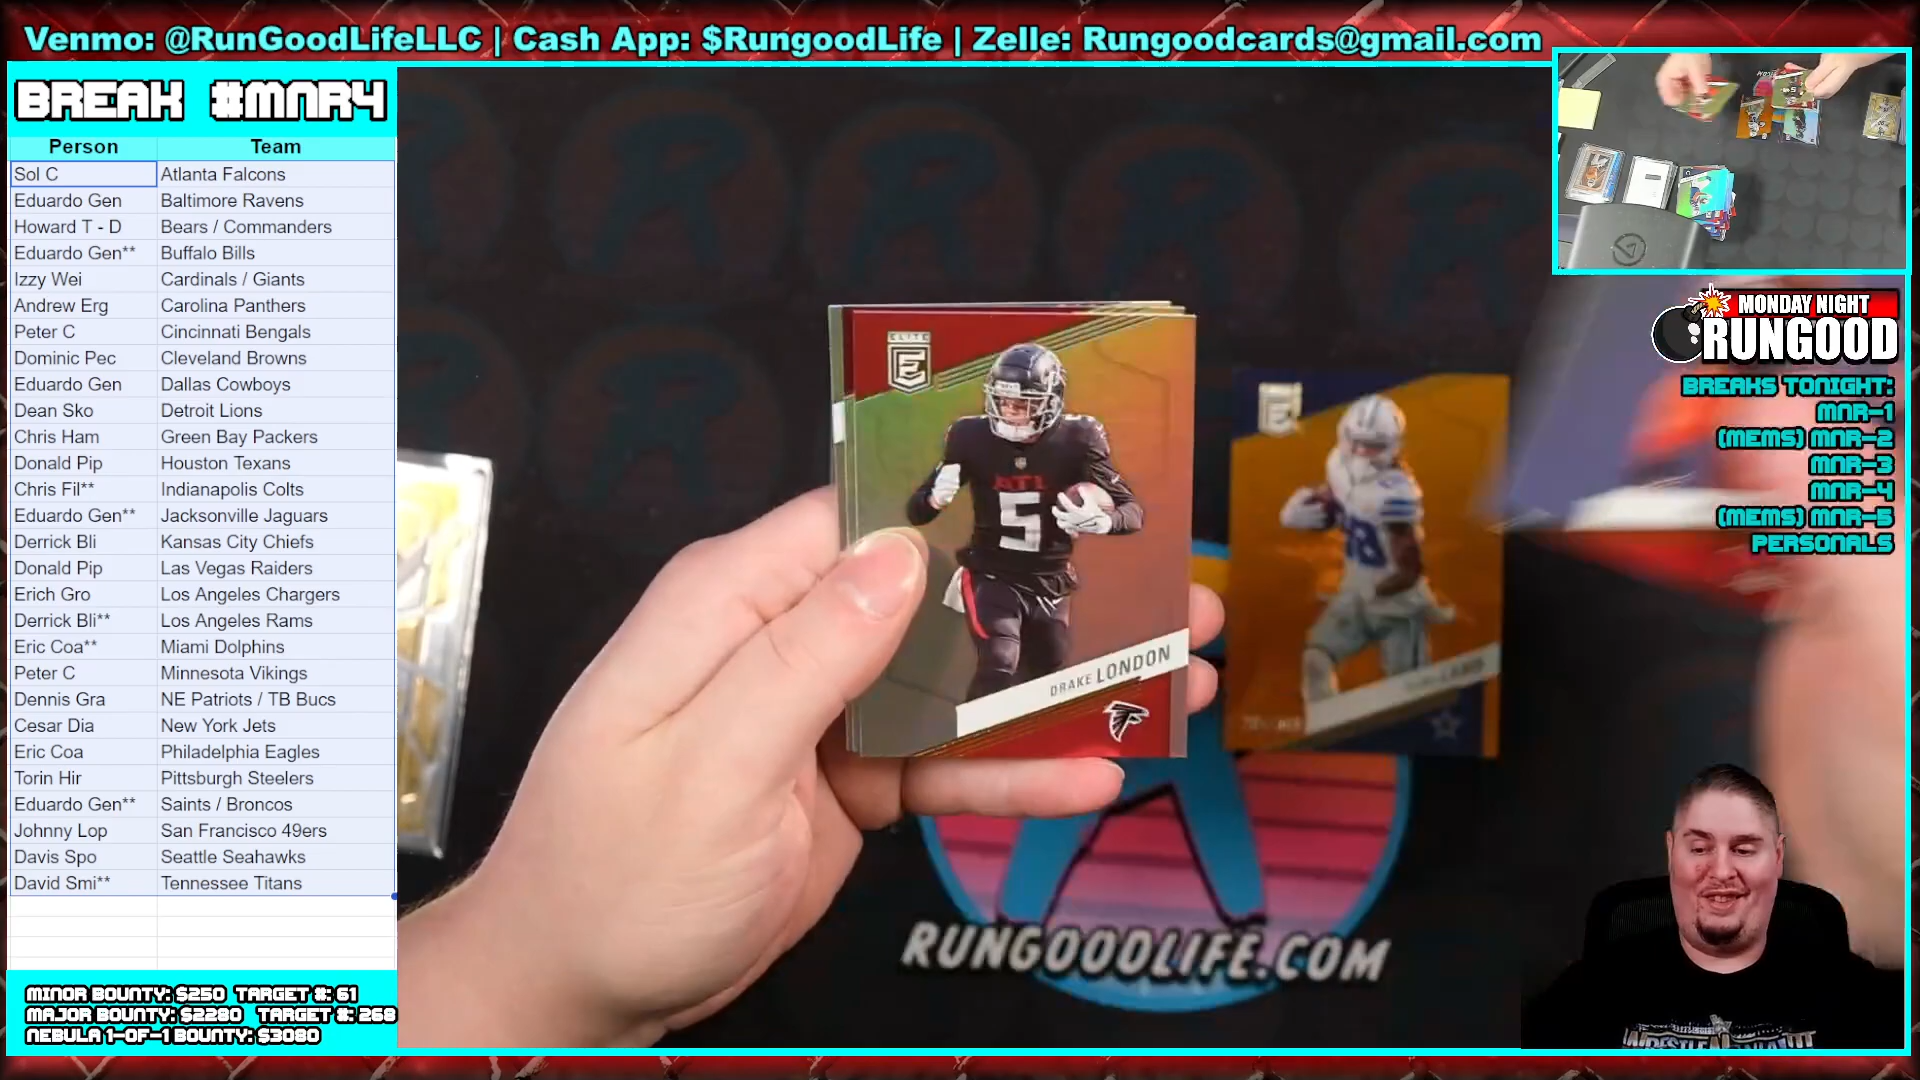 Venmo: @RunGoodLifeLLC | Cash App: $RungoodLife | Zelle: Rungoodcards@gmail.com
BREAK #MNR4
Person Team
Sol C Atlanta Falcons
Eduardo Gen Baltimore Ravens
Howard T - D Bears / Commanders
Eduardo Gen** Buffalo Bills
Izzy Wei Cardinals / Giants
Andrew Erg Carolina Panthers
Peter C Cincinnati Bengals
Dominic Pec Cleveland Browns
Eduardo Gen Dallas Cowboys
Dean Sko Detroit Lions
Chris Ham Green Bay Packers
Donald Pip Houston Texans
Chris Fil** Indianapolis Colts
Eduardo Gen** Jacksonville Jaguars
Derrick Bli Kansas City Chiefs
Donald Pip Las Vegas Raiders
Erich Gro Los Angeles Chargers
Derrick Bli** Los Angeles Rams
Eric Coa** Miami Dolphins
Peter C Minnesota Vikings
Dennis Gra NE Patriots / TB Bucs
Cesar Dia New York Jets
Eric Coa Philadelphia Eagles
Torin Hir Pittsburgh Steelers
Eduardo Gen** Saints / Broncos
Johnny Lop San Francisco 49ers
Davis Spo Seattle Seahawks
David Smi** Tennessee Titans
MINOR BOUNTY: $250 TARGET #: 61
MAJOR BOUNTY: $2280 TARGET #: 268
NEBULA 1-OF-1 BOUNTY: $3080
ELITE
E
ATL
5
DRAKE LONDON
E
88
LAMB
RUNGOODLIFE.COM
MONDAY NIGHT
RUNGOOD
BREAKS TONIGHT:
MNR-1
(MEMS) MNR-2
MNR-3
MNR-4
(MEMS) MNR-5
PERSONALS